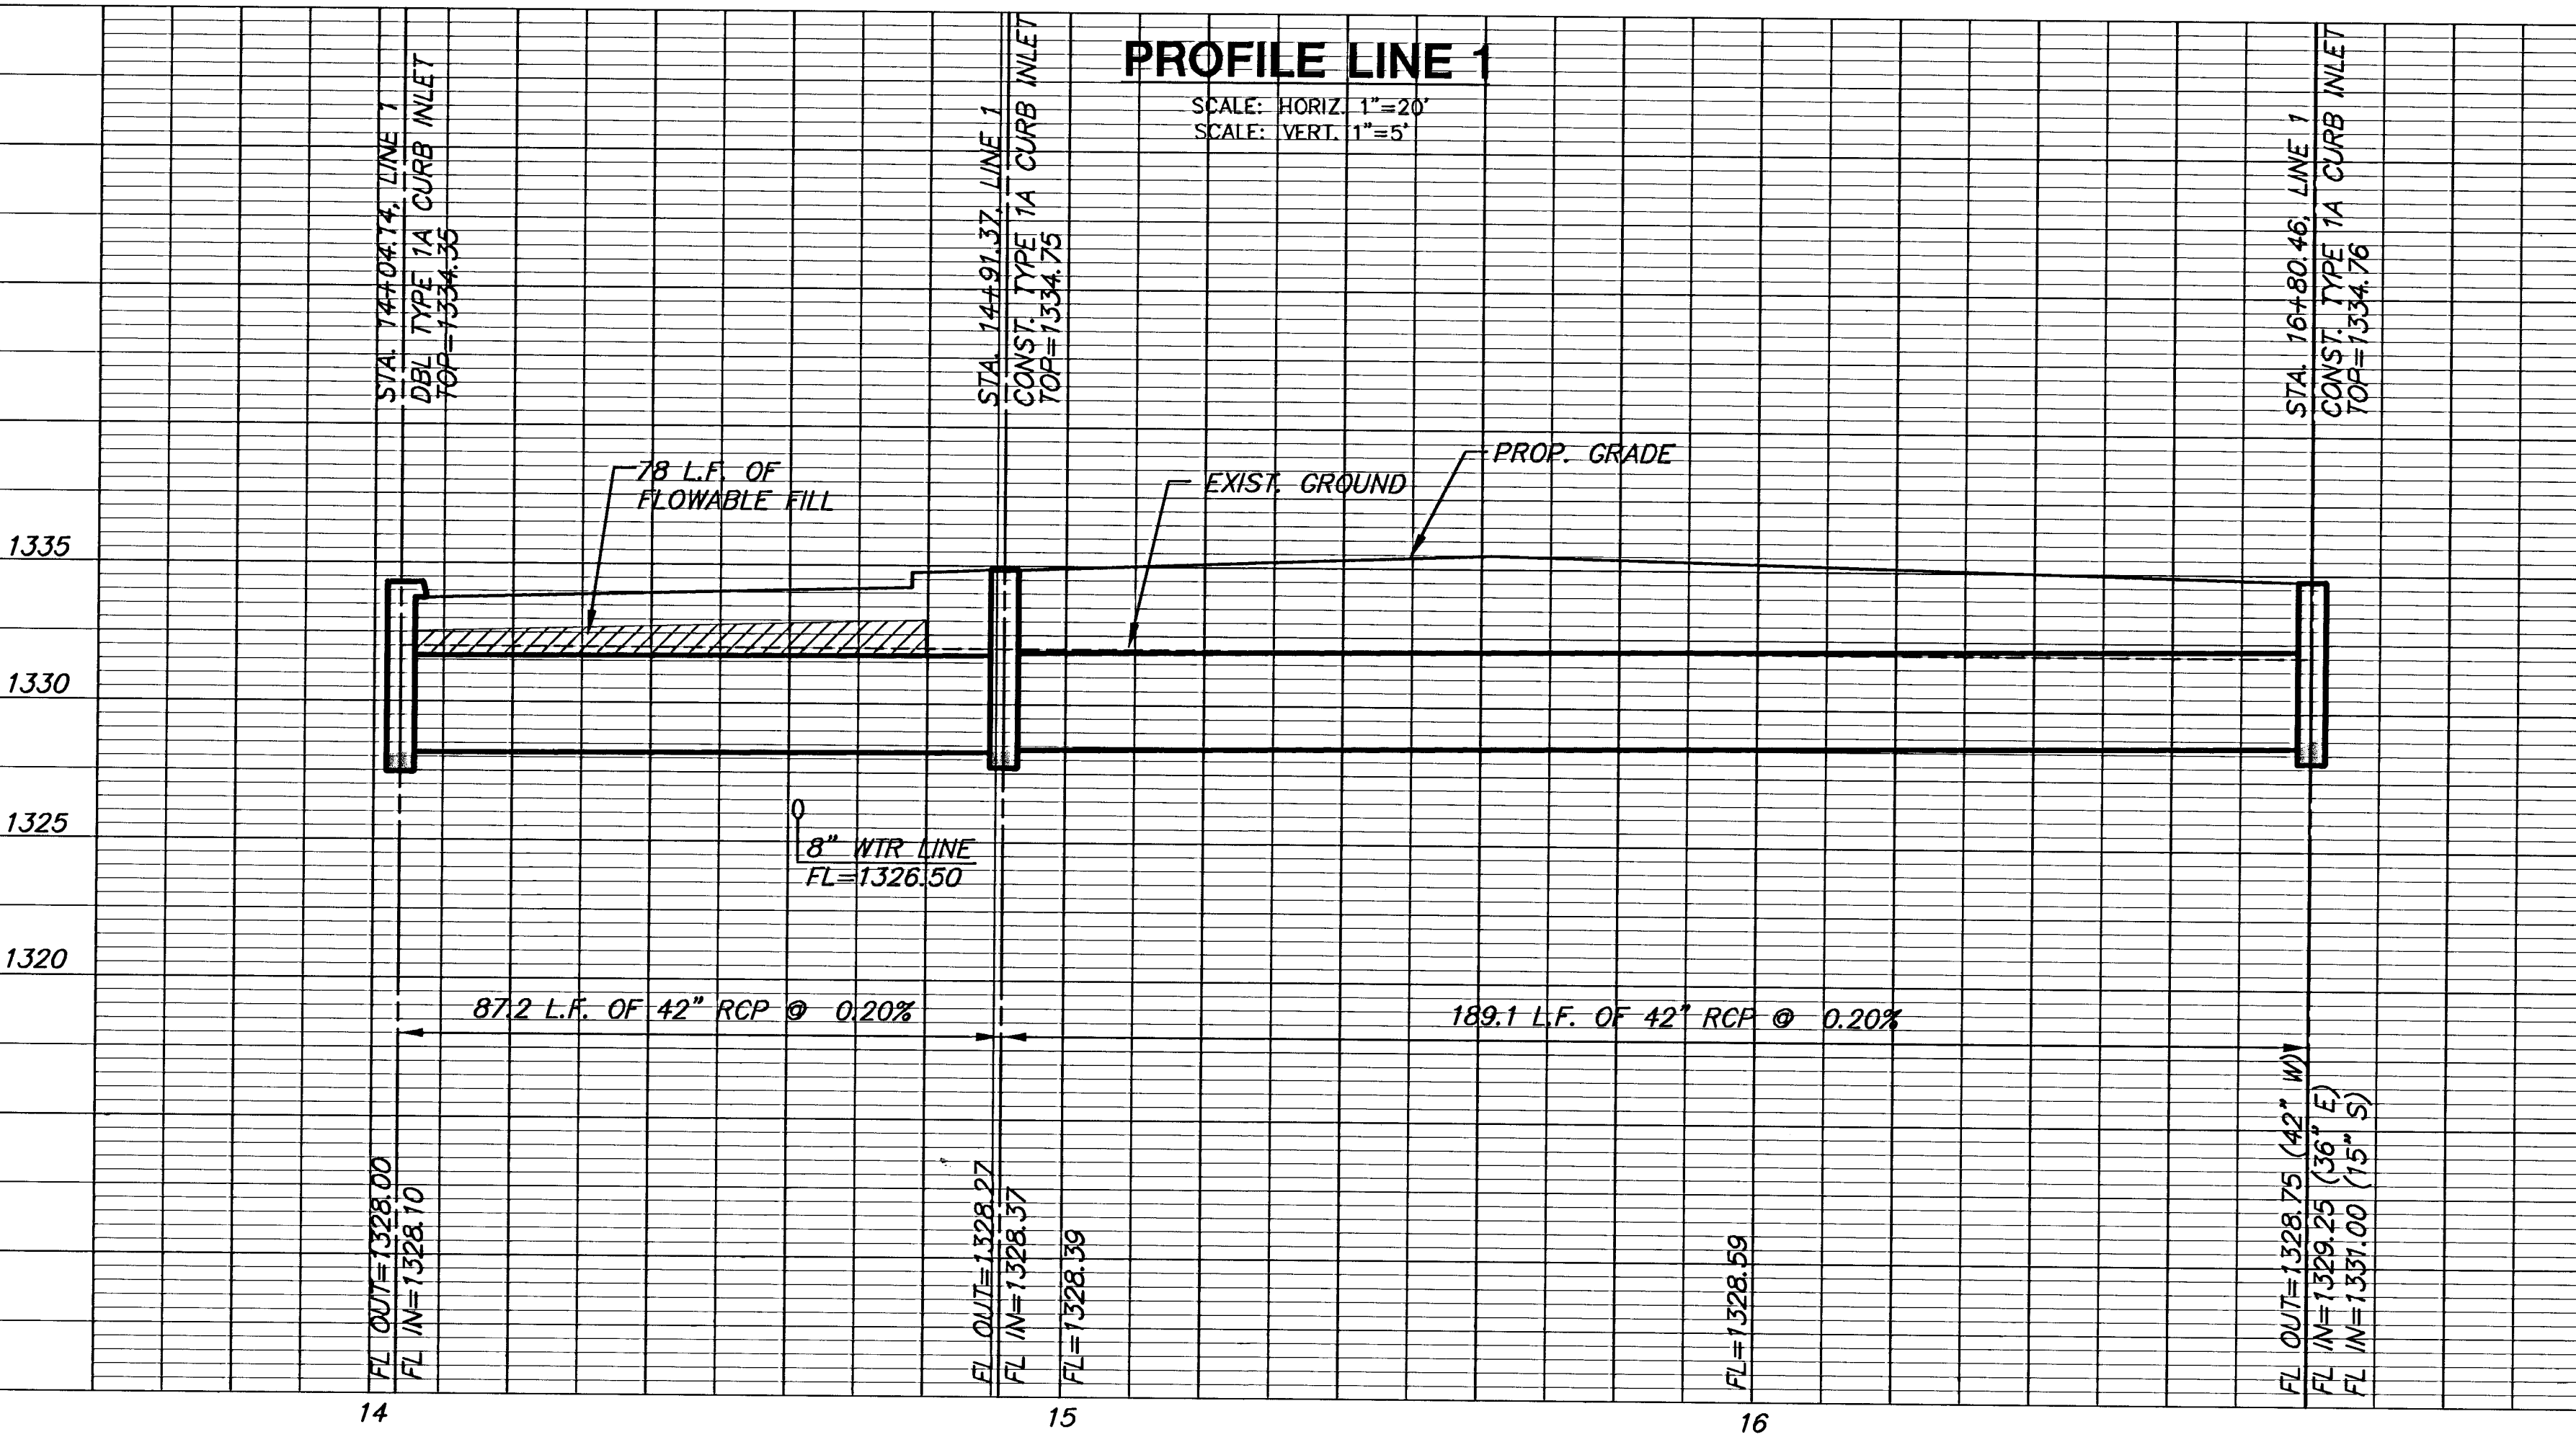 PROFILE LINE 1
SCALE: HORIZ. 1"=20'
SCALE: VERT. 1"=5'
STA. 14+04.14, LINE 1
DBL TYPE 1A CURB INLET
TOP=1334.35
STA. 14+91.37, LINE 1
CONST. TYPE 1A CURB INLET
TOP=1334.75
STA. 16+80.46, LINE 1
CONST. TYPE 1A CURB INLET
TOP=1334.76
78 L.F. OF
FLOWABLE FILL
EXIST. GROUND
PROP. GRADE
1335
1330
1325
1320
8" WTR LINE
FL=1326.50
87.2 L.F. OF 42" RCP @ 0.20%
189.1 L.F. OF 42" RCP @ 0.20%
FL OUT=1328.00
FL IN=1328.10
FL OUT=1328.27
FL IN=1328.37
FL=1328.39
FL=1328.59
FL OUT=1328.75 (42" W)
FL IN=1329.25 (36" E)
FL IN=1331.00 (15" S)
14
15
16